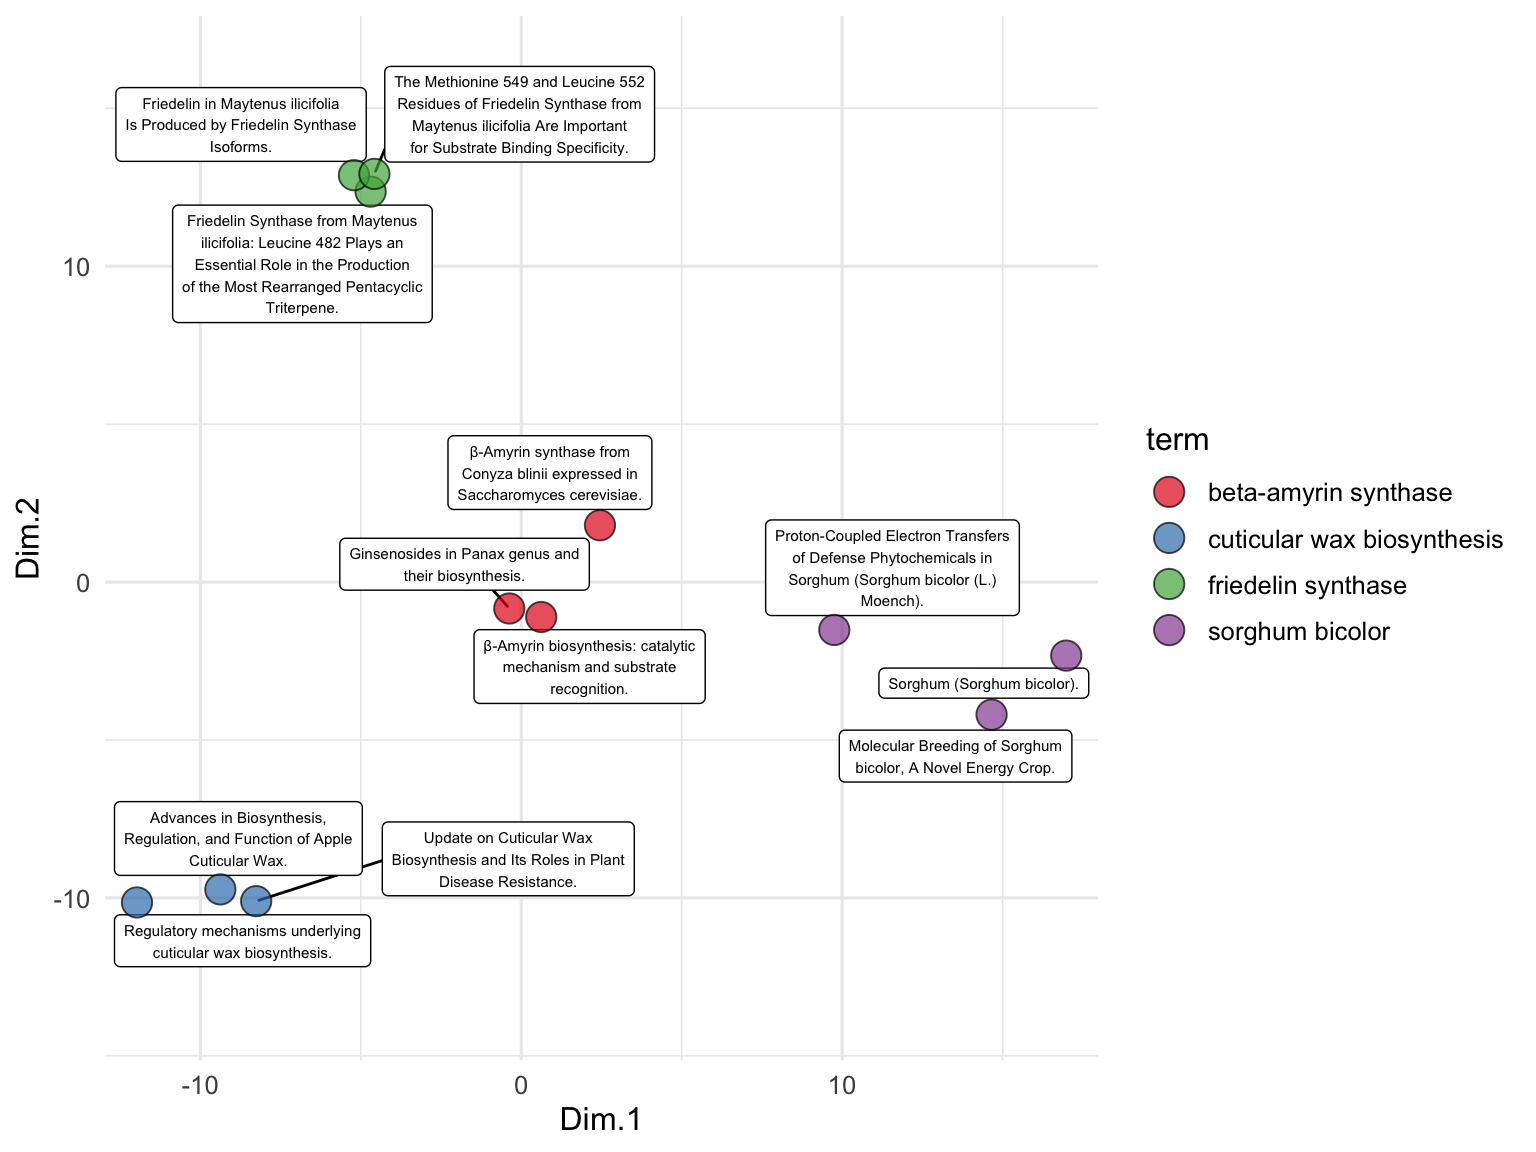 The Methionine 549 and Leucine 552
Residues of Friedelin Synthase from
Maytenus ilicifolia Are Important
for Substrate Binding Specificity.
Friedelin in Maytenus ilicifolia
Is Produced by Friedelin Synthase
Isoforms.
Friedelin Synthase from Maytenus
ilicifolia: Leucine 482 Plays an
Essential Role in the Production
of the Most Rearranged Pentacyclic
Triterpene.
β-Amyrin synthase from
Conyza blinii expressed in
Saccharomyces cerevisiae.
Ginsenosides in Panax genus and
their biosynthesis.
β-Amyrin biosynthesis: catalytic
mechanism and substrate
recognition.
Proton-Coupled Electron Transfers
of Defense Phytochemicals in
Sorghum (Sorghum bicolor (L.)
Moench).
Sorghum (Sorghum bicolor).
Molecular Breeding of Sorghum
bicolor, A Novel Energy Crop.
Advances in Biosynthesis,
Regulation, and Function of Apple
Cuticular Wax.
Update on Cuticular Wax
Biosynthesis and Its Roles in Plant
Disease Resistance.
Regulatory mechanisms underlying
cuticular wax biosynthesis.
10
0
-10
Dim.2
-10
0
10
Dim.1
term
beta-amyrin synthase
cuticular wax biosynthesis
friedelin synthase
sorghum bicolor